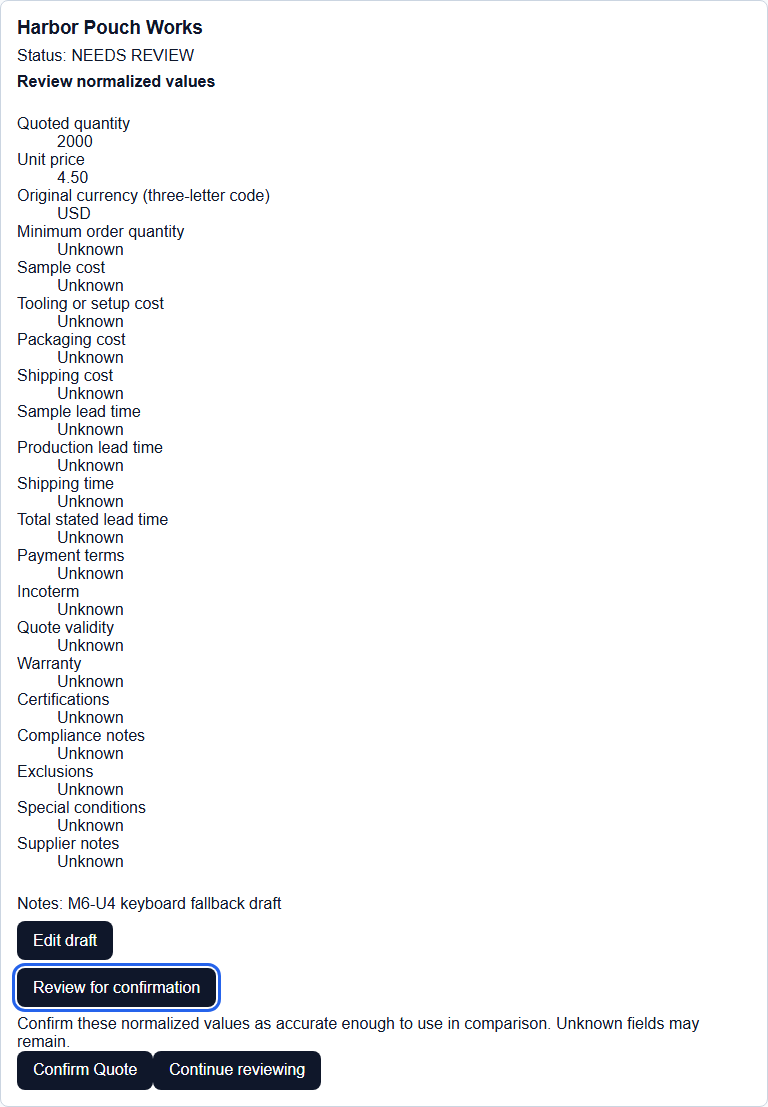 Harbor Pouch Works
Status: NEEDS REVIEW
Review normalized values
Quoted quantity
2000
Unit price
4.50
Original currency (three-letter code)
USD
Minimum order quantity
Unknown
Sample cost
Unknown
Tooling or setup cost
Unknown
Packaging cost
Unknown
Shipping cost
Unknown
Sample lead time
Unknown
Production lead time
Unknown
Shipping time
Unknown
Total stated lead time
Unknown
Payment terms
Unknown
Incoterm
Unknown
Quote validity
Unknown
Warranty
Unknown
Certifications
Unknown
Compliance notes
Unknown
Exclusions
Unknown
Special conditions
Unknown
Supplier notes
Unknown
Notes: M6-U4 keyboard fallback draft
Edit draft
Review for confirmation
Confirm these normalized values as accurate enough to use in comparison. Unknown fields may
remain.
Confirm Quote Continue reviewing